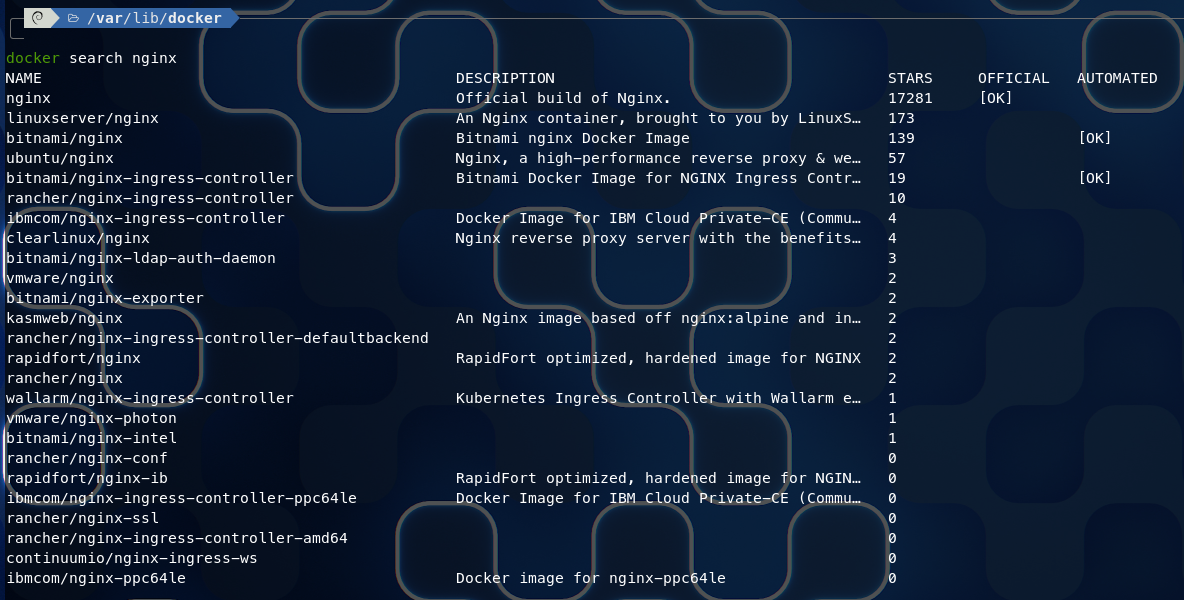 /var/lib/docker
docker search nginx
NAME DESCRIPTION STARS OFFICIAL AUTOMATED
nginx Official build of Nginx. 17281 [OK]
linuxserver/nginx An Nginx container, brought to you by LinuxS… 173
bitnami/nginx Bitnami nginx Docker Image 139 [OK]
ubuntu/nginx Nginx, a high-performance reverse proxy & we… 57
bitnami/nginx-ingress-controller Bitnami Docker Image for NGINX Ingress Contr… 19 [OK]
rancher/nginx-ingress-controller 10
ibmcom/nginx-ingress-controller Docker Image for IBM Cloud Private-CE (Commu… 4
clearlinux/nginx Nginx reverse proxy server with the benefits… 4
bitnami/nginx-ldap-auth-daemon 3
vmware/nginx 2
bitnami/nginx-exporter 2
kasmweb/nginx An Nginx image based off nginx:alpine and in… 2
rancher/nginx-ingress-controller-defaultbackend 2
rapidfort/nginx RapidFort optimized, hardened image for NGINX 2
rancher/nginx 2
wallarm/nginx-ingress-controller Kubernetes Ingress Controller with Wallarm e… 1
vmware/nginx-photon 1
bitnami/nginx-intel 1
rancher/nginx-conf 0
rapidfort/nginx-ib RapidFort optimized, hardened image for NGIN… 0
ibmcom/nginx-ingress-controller-ppc64le Docker Image for IBM Cloud Private-CE (Commu… 0
rancher/nginx-ssl 0
rancher/nginx-ingress-controller-amd64 0
continuumio/nginx-ingress-ws 0
ibmcom/nginx-ppc64le Docker image for nginx-ppc64le 0